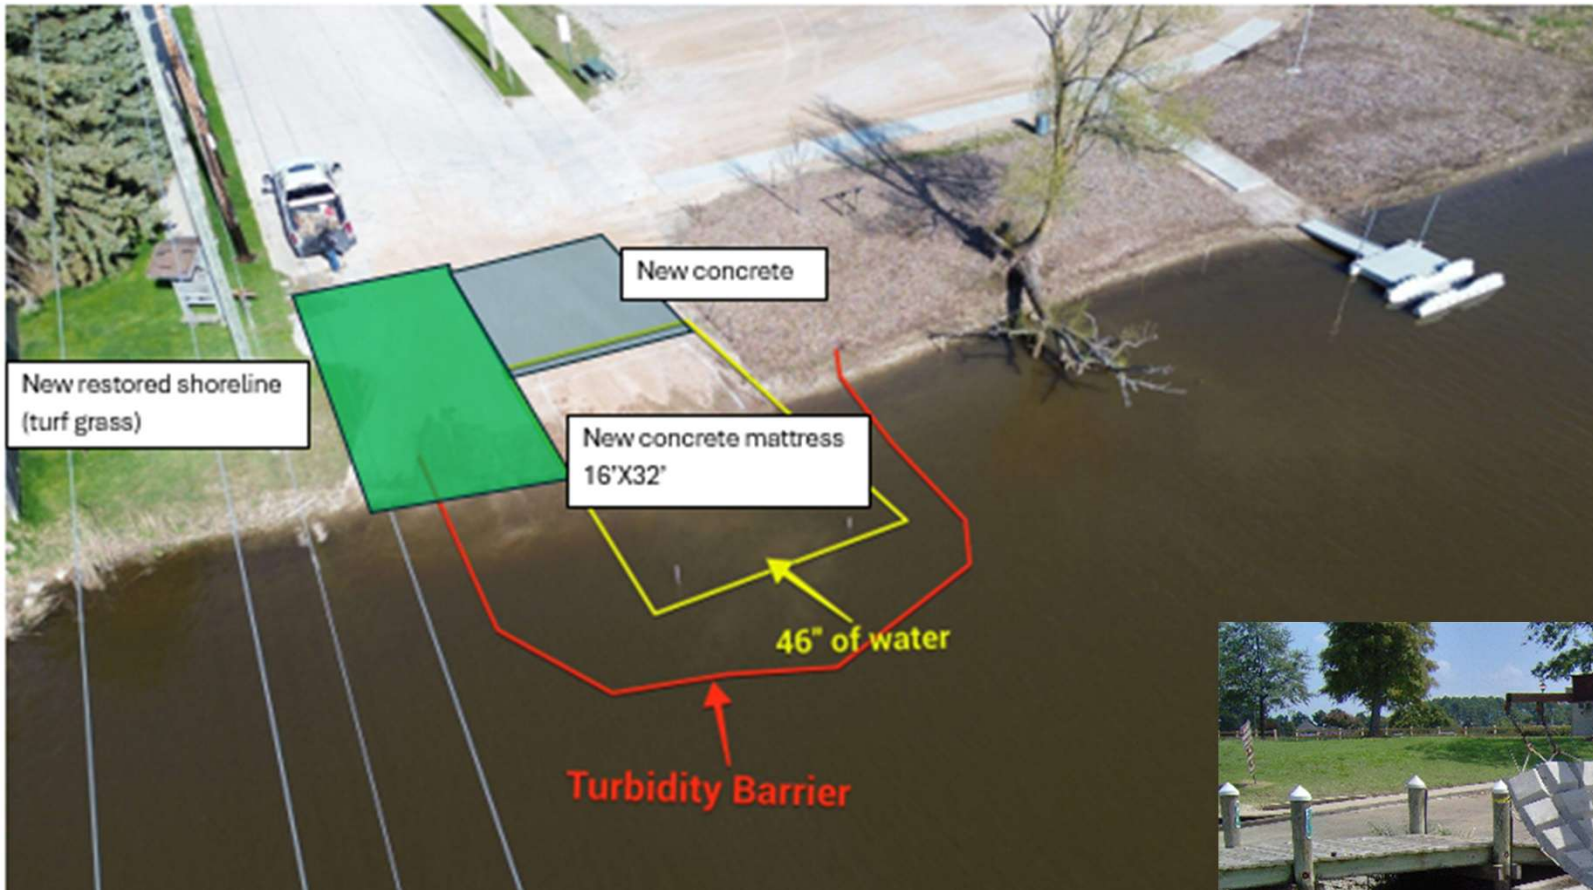 New concrete
New restored shoreline
(turf grass)
New concrete mattress
16'X32'
46" of water
Turbidity Barrier